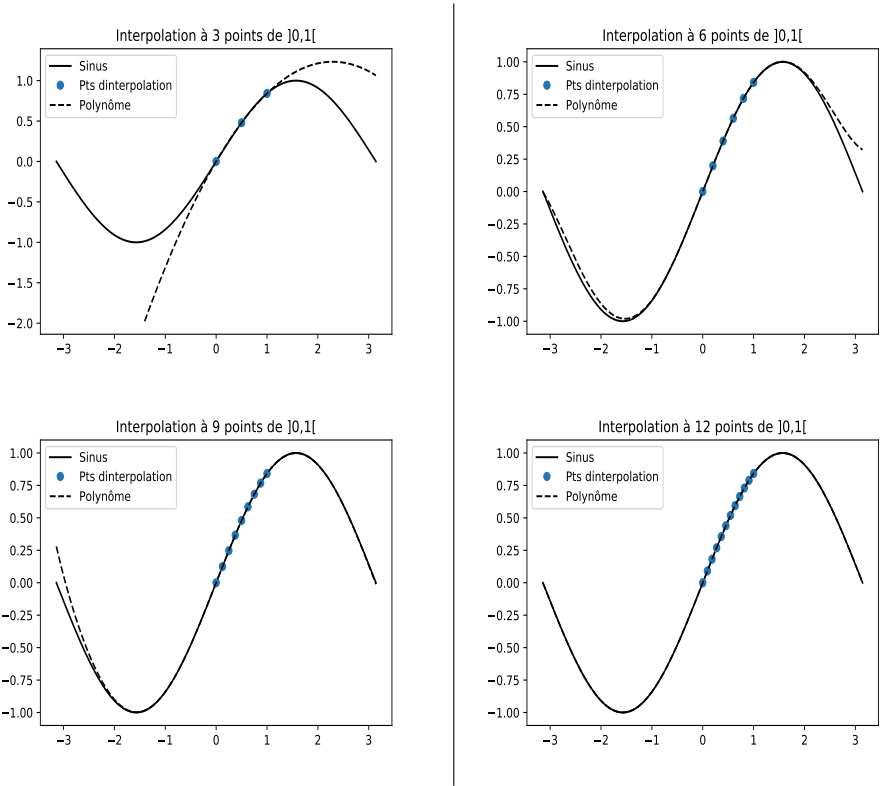 Interpolation à 3 points de ]0,1[
Sinus
Pts dinterpolation
Polynôme
1.0
0.5
0.0
−0.5
−1.0
−1.5
−2.0
−3 −2 −1 0 1 2 3
Interpolation à 6 points de ]0,1[
Sinus
Pts dinterpolation
Polynôme
1.00
0.75
0.50
0.25
0.00
−0.25
−0.50
−0.75
−1.00
−3 −2 −1 0 1 2 3
Interpolation à 9 points de ]0,1[
Sinus
Pts dinterpolation
Polynôme
1.00
0.75
0.50
0.25
0.00
−0.25
−0.50
−0.75
−1.00
−3 −2 −1 0 1 2 3
Interpolation à 12 points de ]0,1[
Sinus
Pts dinterpolation
Polynôme
1.00
0.75
0.50
0.25
0.00
−0.25
−0.50
−0.75
−1.00
−3 −2 −1 0 1 2 3